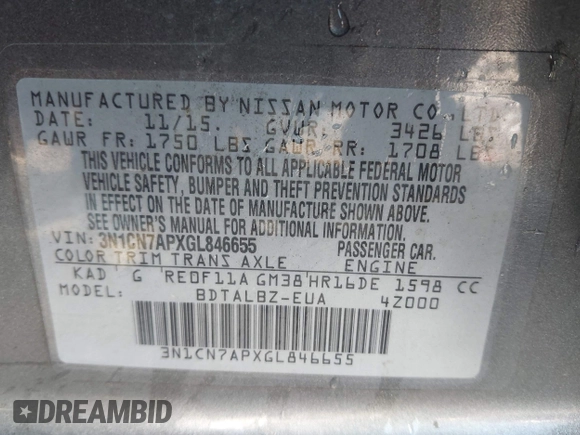 MANUFACTURED BY NISSAN MOTOR CO., LTD.
DATE: 11/15. GVWR: 3426 LBS
GAWR FR: 1750 LBS GAWR RR: 1708 LBS
THIS VEHICLE CONFORMS TO ALL APPLICABLE FEDERAL MOTOR
VEHICLE SAFETY, BUMPER AND THEFT PREVENTION STANDARDS
IN EFFECT ON THE DATE OF MANUFACTURE SHOWN ABOVE.
SEE OWNER'S MANUAL FOR ADDITIONAL INFORMATION.
VIN: 3N1CN7APXGL846655 PASSENGER CAR.
COLOR TRIM TRANS AXLE ENGINE
KAD G RE0F11A GM38 HR16DE 1598 CC
MODEL: BDTALBZ-EUA 4Z000
3N1CN7APXGL846655
DREAMBID